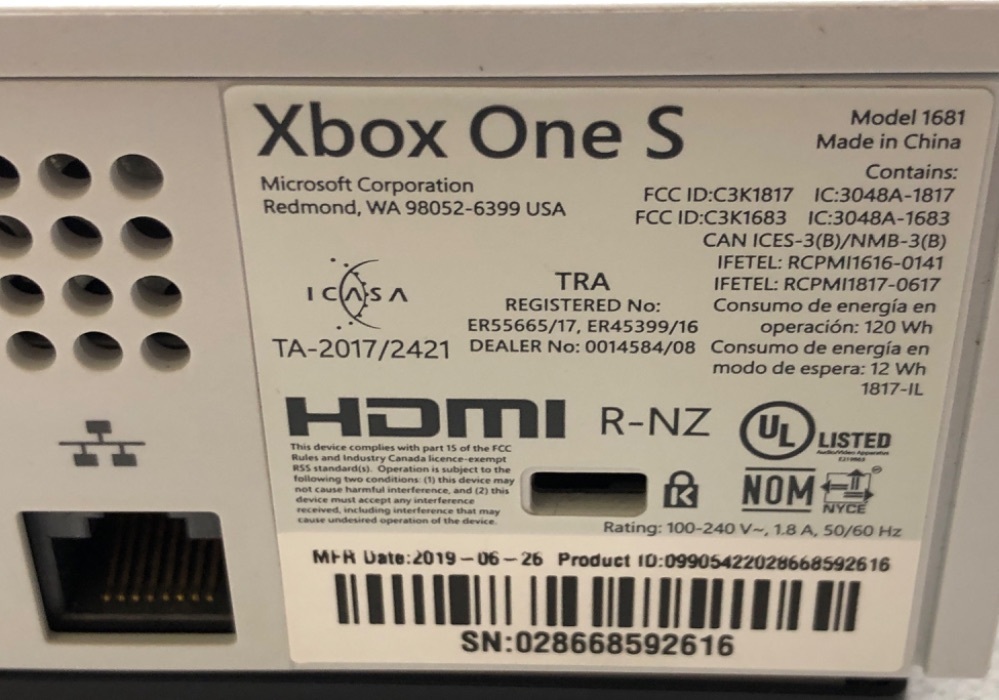 Xbox One S
Microsoft Corporation
Redmond, WA 98052-6399 USA
Model 1681
Made in China
Contains:
FCC ID:C3K1817 IC:3048A-1817
FCC ID:C3K1683 IC:3048A-1683
CAN ICES-3(B)/NMB-3(B)
IFETEL: RCPMI1616-0141
IFETEL: RCPMI1817-0617
Consumo de energía en
operación: 120 Wh
Consumo de energía en
modo de espera: 12 Wh
1817-IL
ICASA
TA-2017/2421
TRA
REGISTERED No:
ER55665/17, ER45399/16
DEALER No: 0014584/08
HDMI R-NZ
UL LISTED
Audio/Video Apparatus
This device complies with part 15 of the FCC
Rules and Industry Canada licence-exempt
RSS standard(s). Operation is subject to the
following two conditions: (1) this device may
not cause harmful interference, and (2) this
device must accept any interference
received, including interference that may
cause undesired operation of the device.
K
NOM
NYCE
Rating: 100-240 V~, 1.8 A, 50/60 Hz
MFR Date:2019-06-26 Product ID:09905422028668592616
SN:028668592616